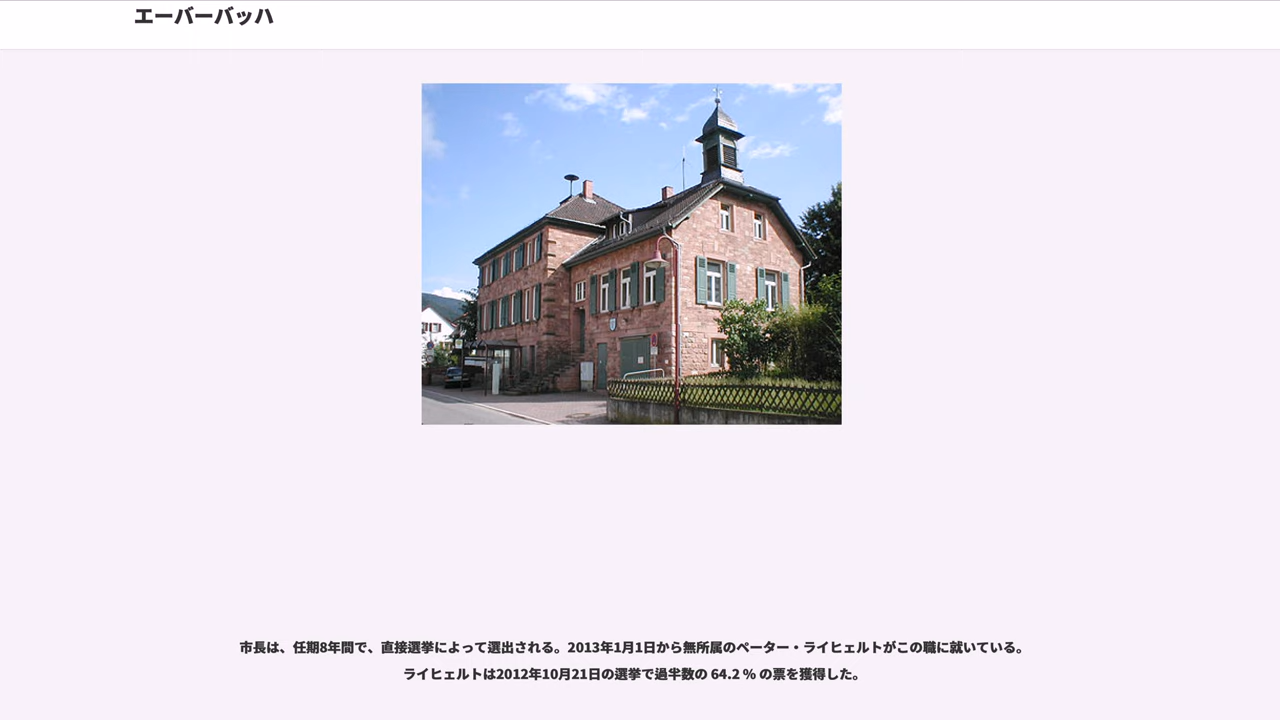 エーバーバッハ
市長は、任期8年間で、直接選挙によって選出される。2013年1月1日から無所属のペーター・ライヒェルトがこの職に就いている。
ライヒェルトは2012年10月21日の選挙で過半数の 64.2 % の票を獲得した。